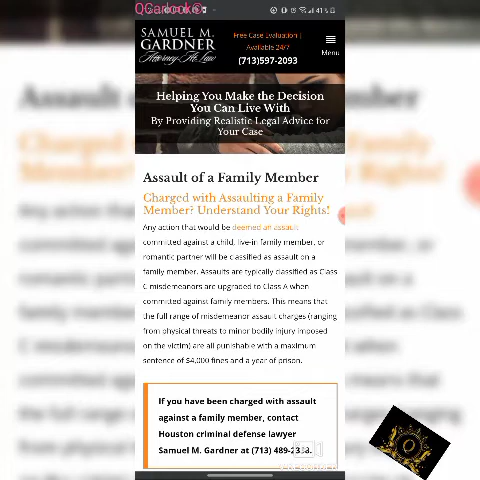 QGarlook©
41%
SAMUEL M.
GARDNER
Attorney At Law
Free Case Evaluation |
Available 24/7
(713)597-2093
Menu
Helping You Make the Decision
You Can Live With
By Providing Realistic Legal Advice for
Your Case
Assault of a Family Member
Charged with Assaulting a Family
Member? Understand Your Rights!
Any action that would be deemed an assault
committed against a child, live-in family member, or
romantic partner will be classified as assault on a
family member. Assaults are typically classified as Class
C misdemeanors are upgraded to Class A when
committed against family members. This means that
the full range of misdemeanor assault charges (ranging
from physical threats to minor bodily injury imposed
on the victim) are all punishable with a maximum
sentence of $4,000 fines and a year of prison.
If you have been charged with assault
against a family member, contact
Houston criminal defense lawyer
Samuel M. Gardner at (713) 489-2338.